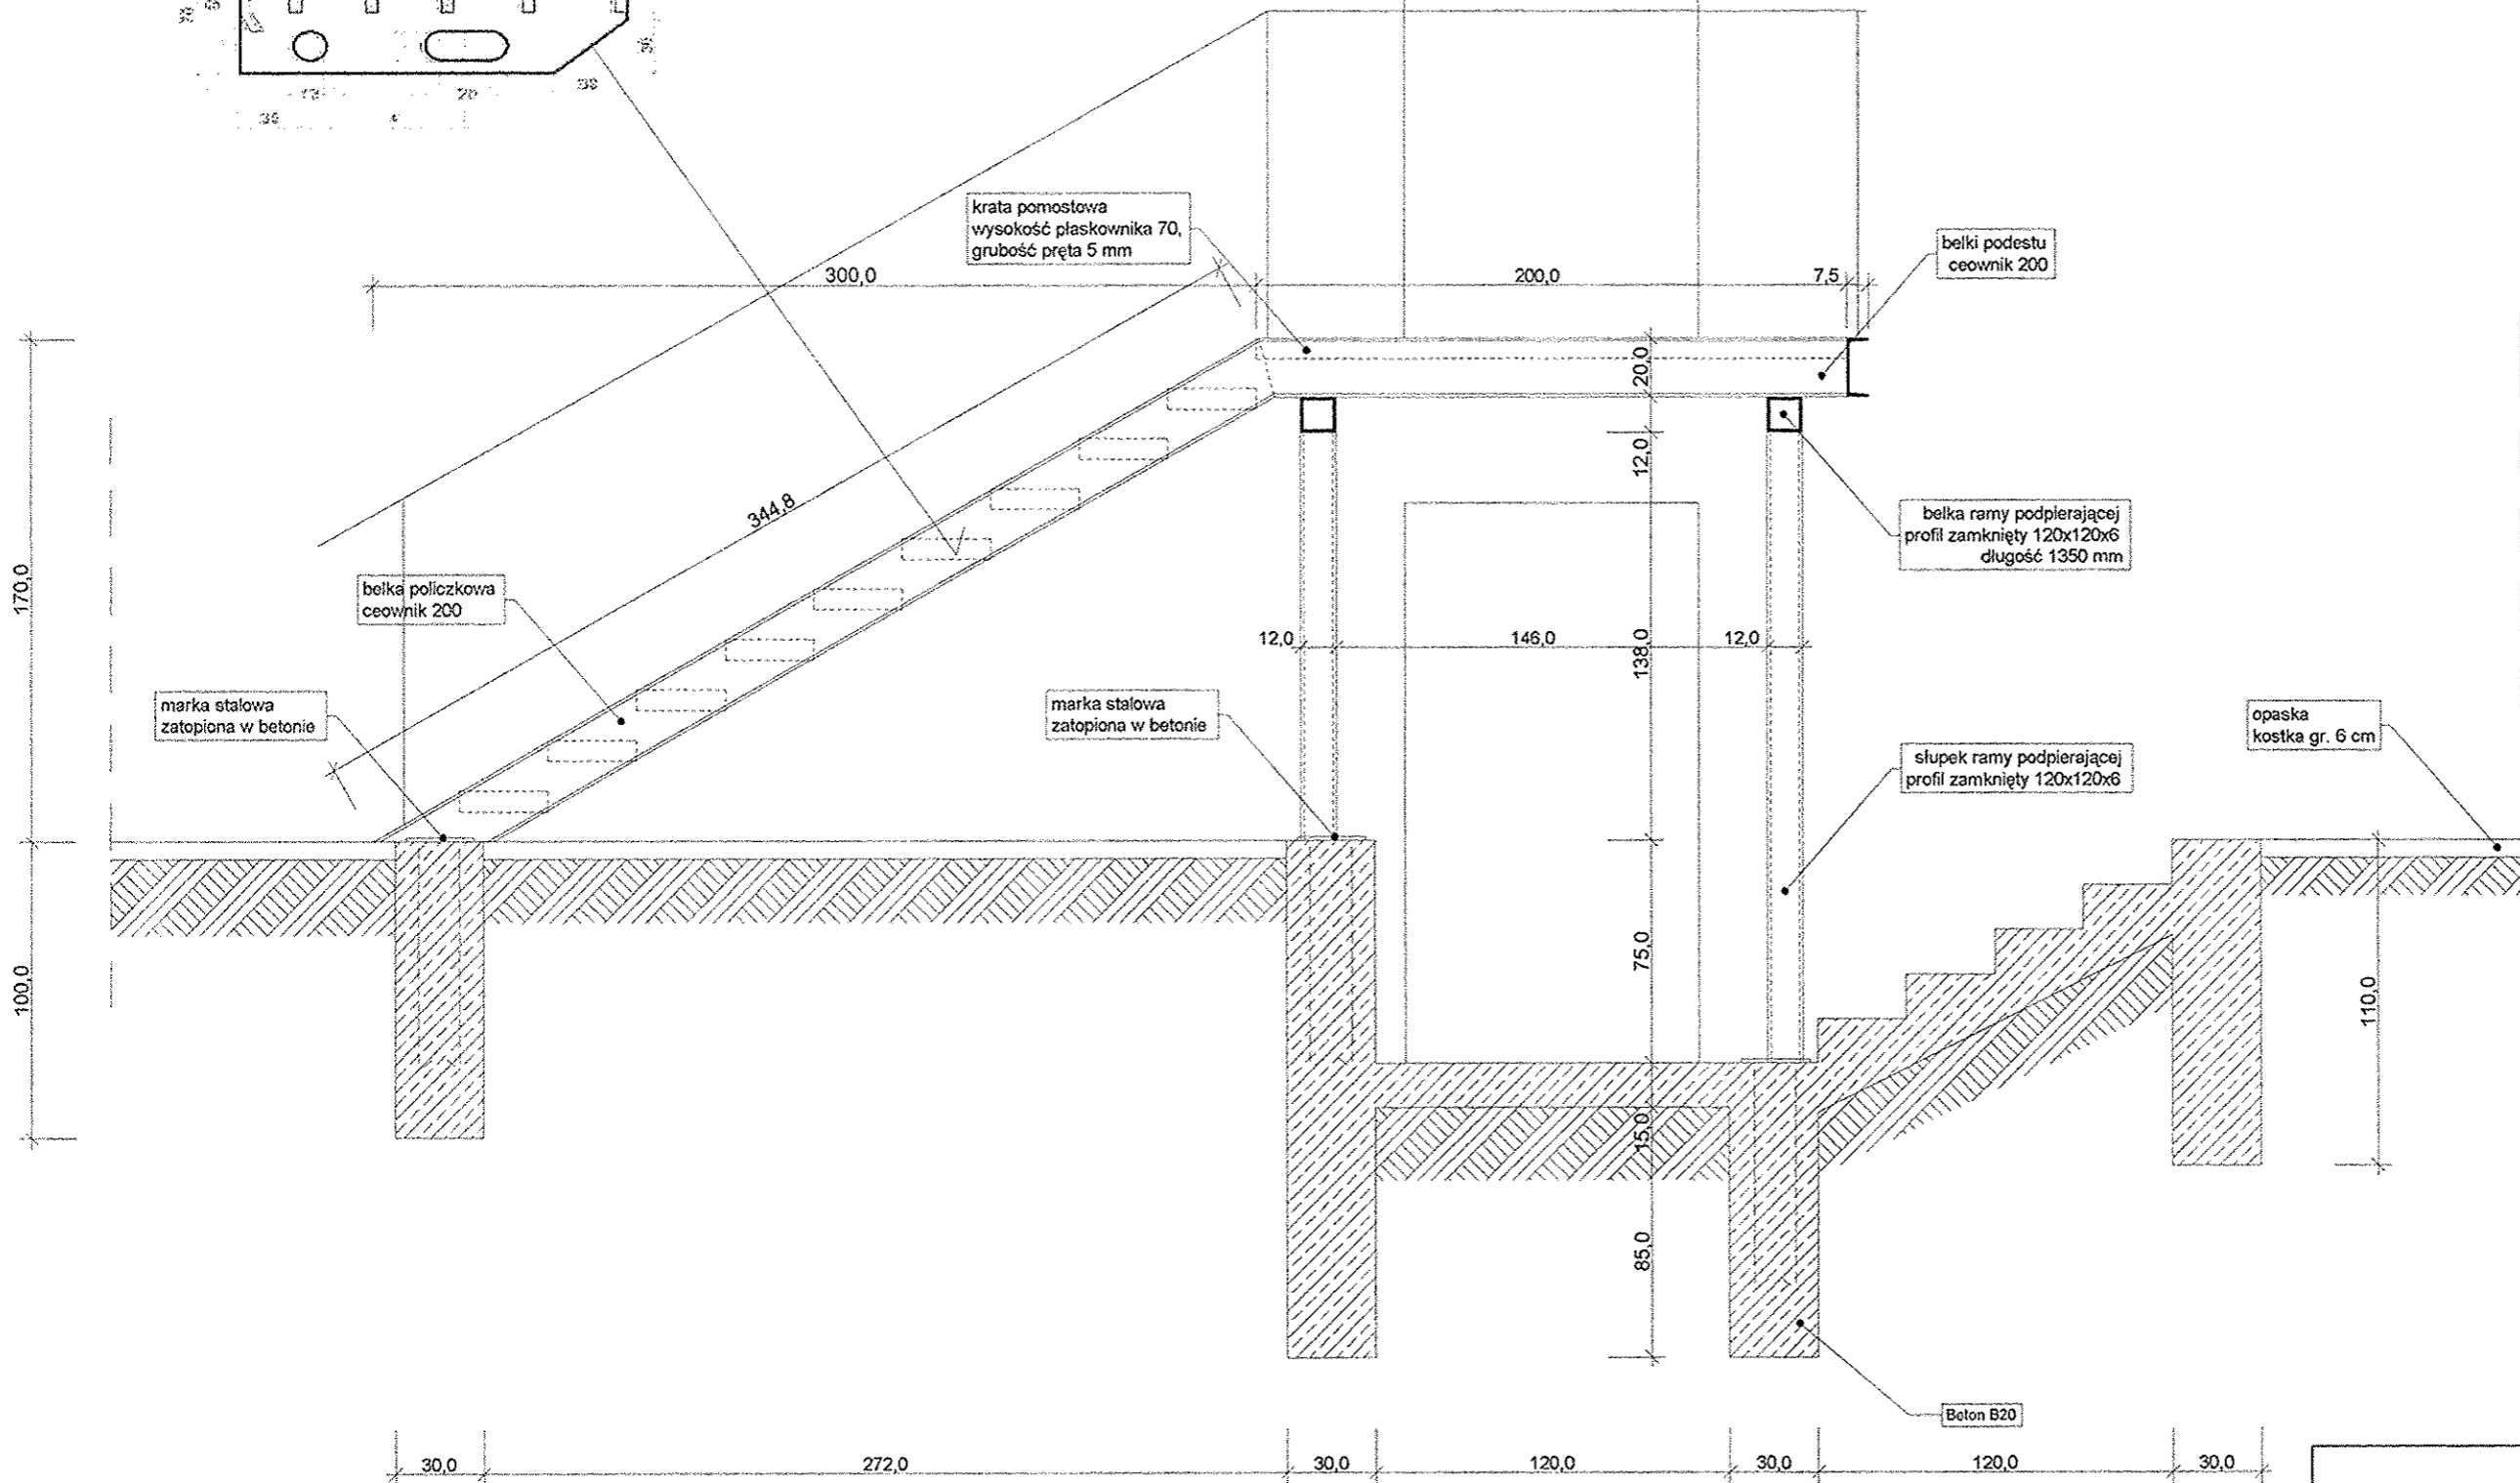 38
20
38
krata pomostowa
wysokość płaskownika 70,
grubość pręta 5 mm
belki podestu
ceownik 200
300,0
200,0
7,5
20,0
12,0
344,8
belka ramy podpierającej
profil zamknięty 120x120x6
długość 1350 mm
170,0
belka policzkowa
ceownik 200
12,0
146,0
12,0
138,0
marka stalowa
zatopiona w betonie
marka stalowa
zatopiona w betonie
opaska
kostka gr. 6 cm
słupek ramy podpierającej
profil zamknięty 120x120x6
100,0
75,0
110,0
15,0
85,0
Beton B20
30,0
272,0
30,0
120,0
30,0
120,0
30,0